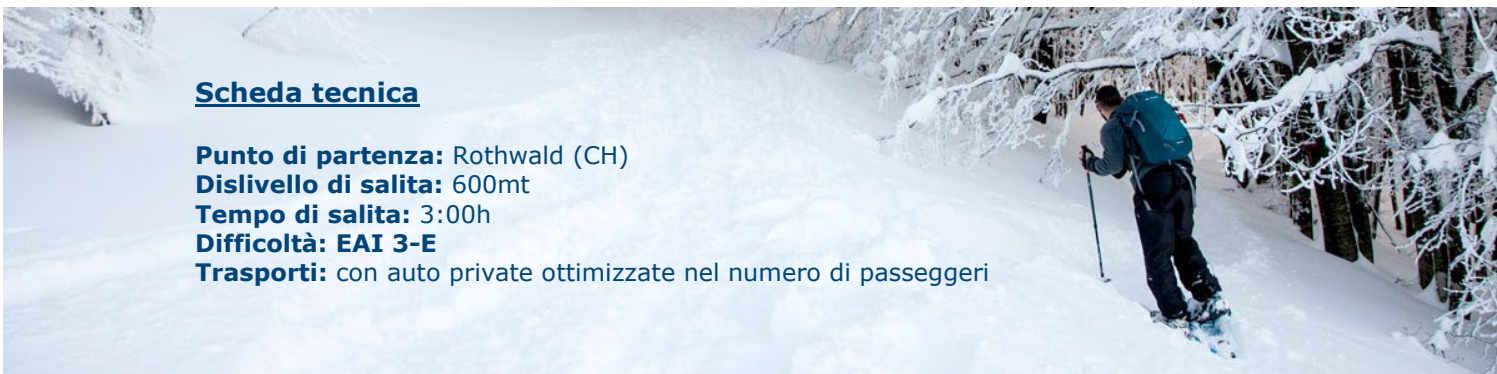 Scheda tecnica
Punto di partenza: Rothwald (CH)
Dislivello di salita: 600mt
Tempo di salita: 3:00h
Difficoltà: EAI 3-E
Trasporti: con auto private ottimizzate nel numero di passeggeri